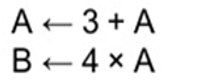 A ← 3 + A
B ← 4 × A